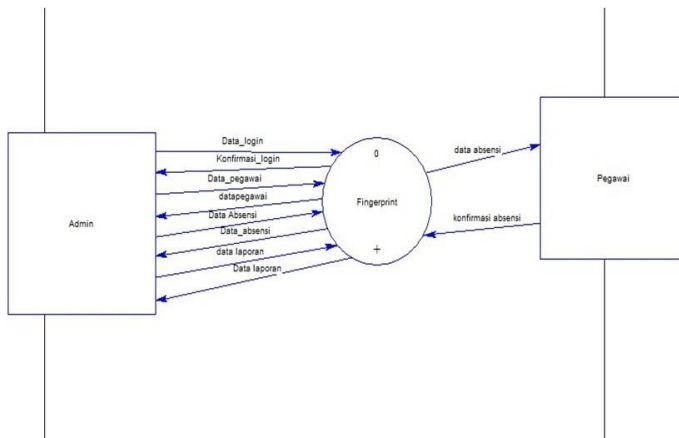 Data_login
Konfirmasi_login
Data_pegawai
datapegawai
Data Absensi
Data_absensi
data laporan
Data laporan
Admin
0
Fingerprint
+
data absensi
konfirmasi absensi
Pegawai